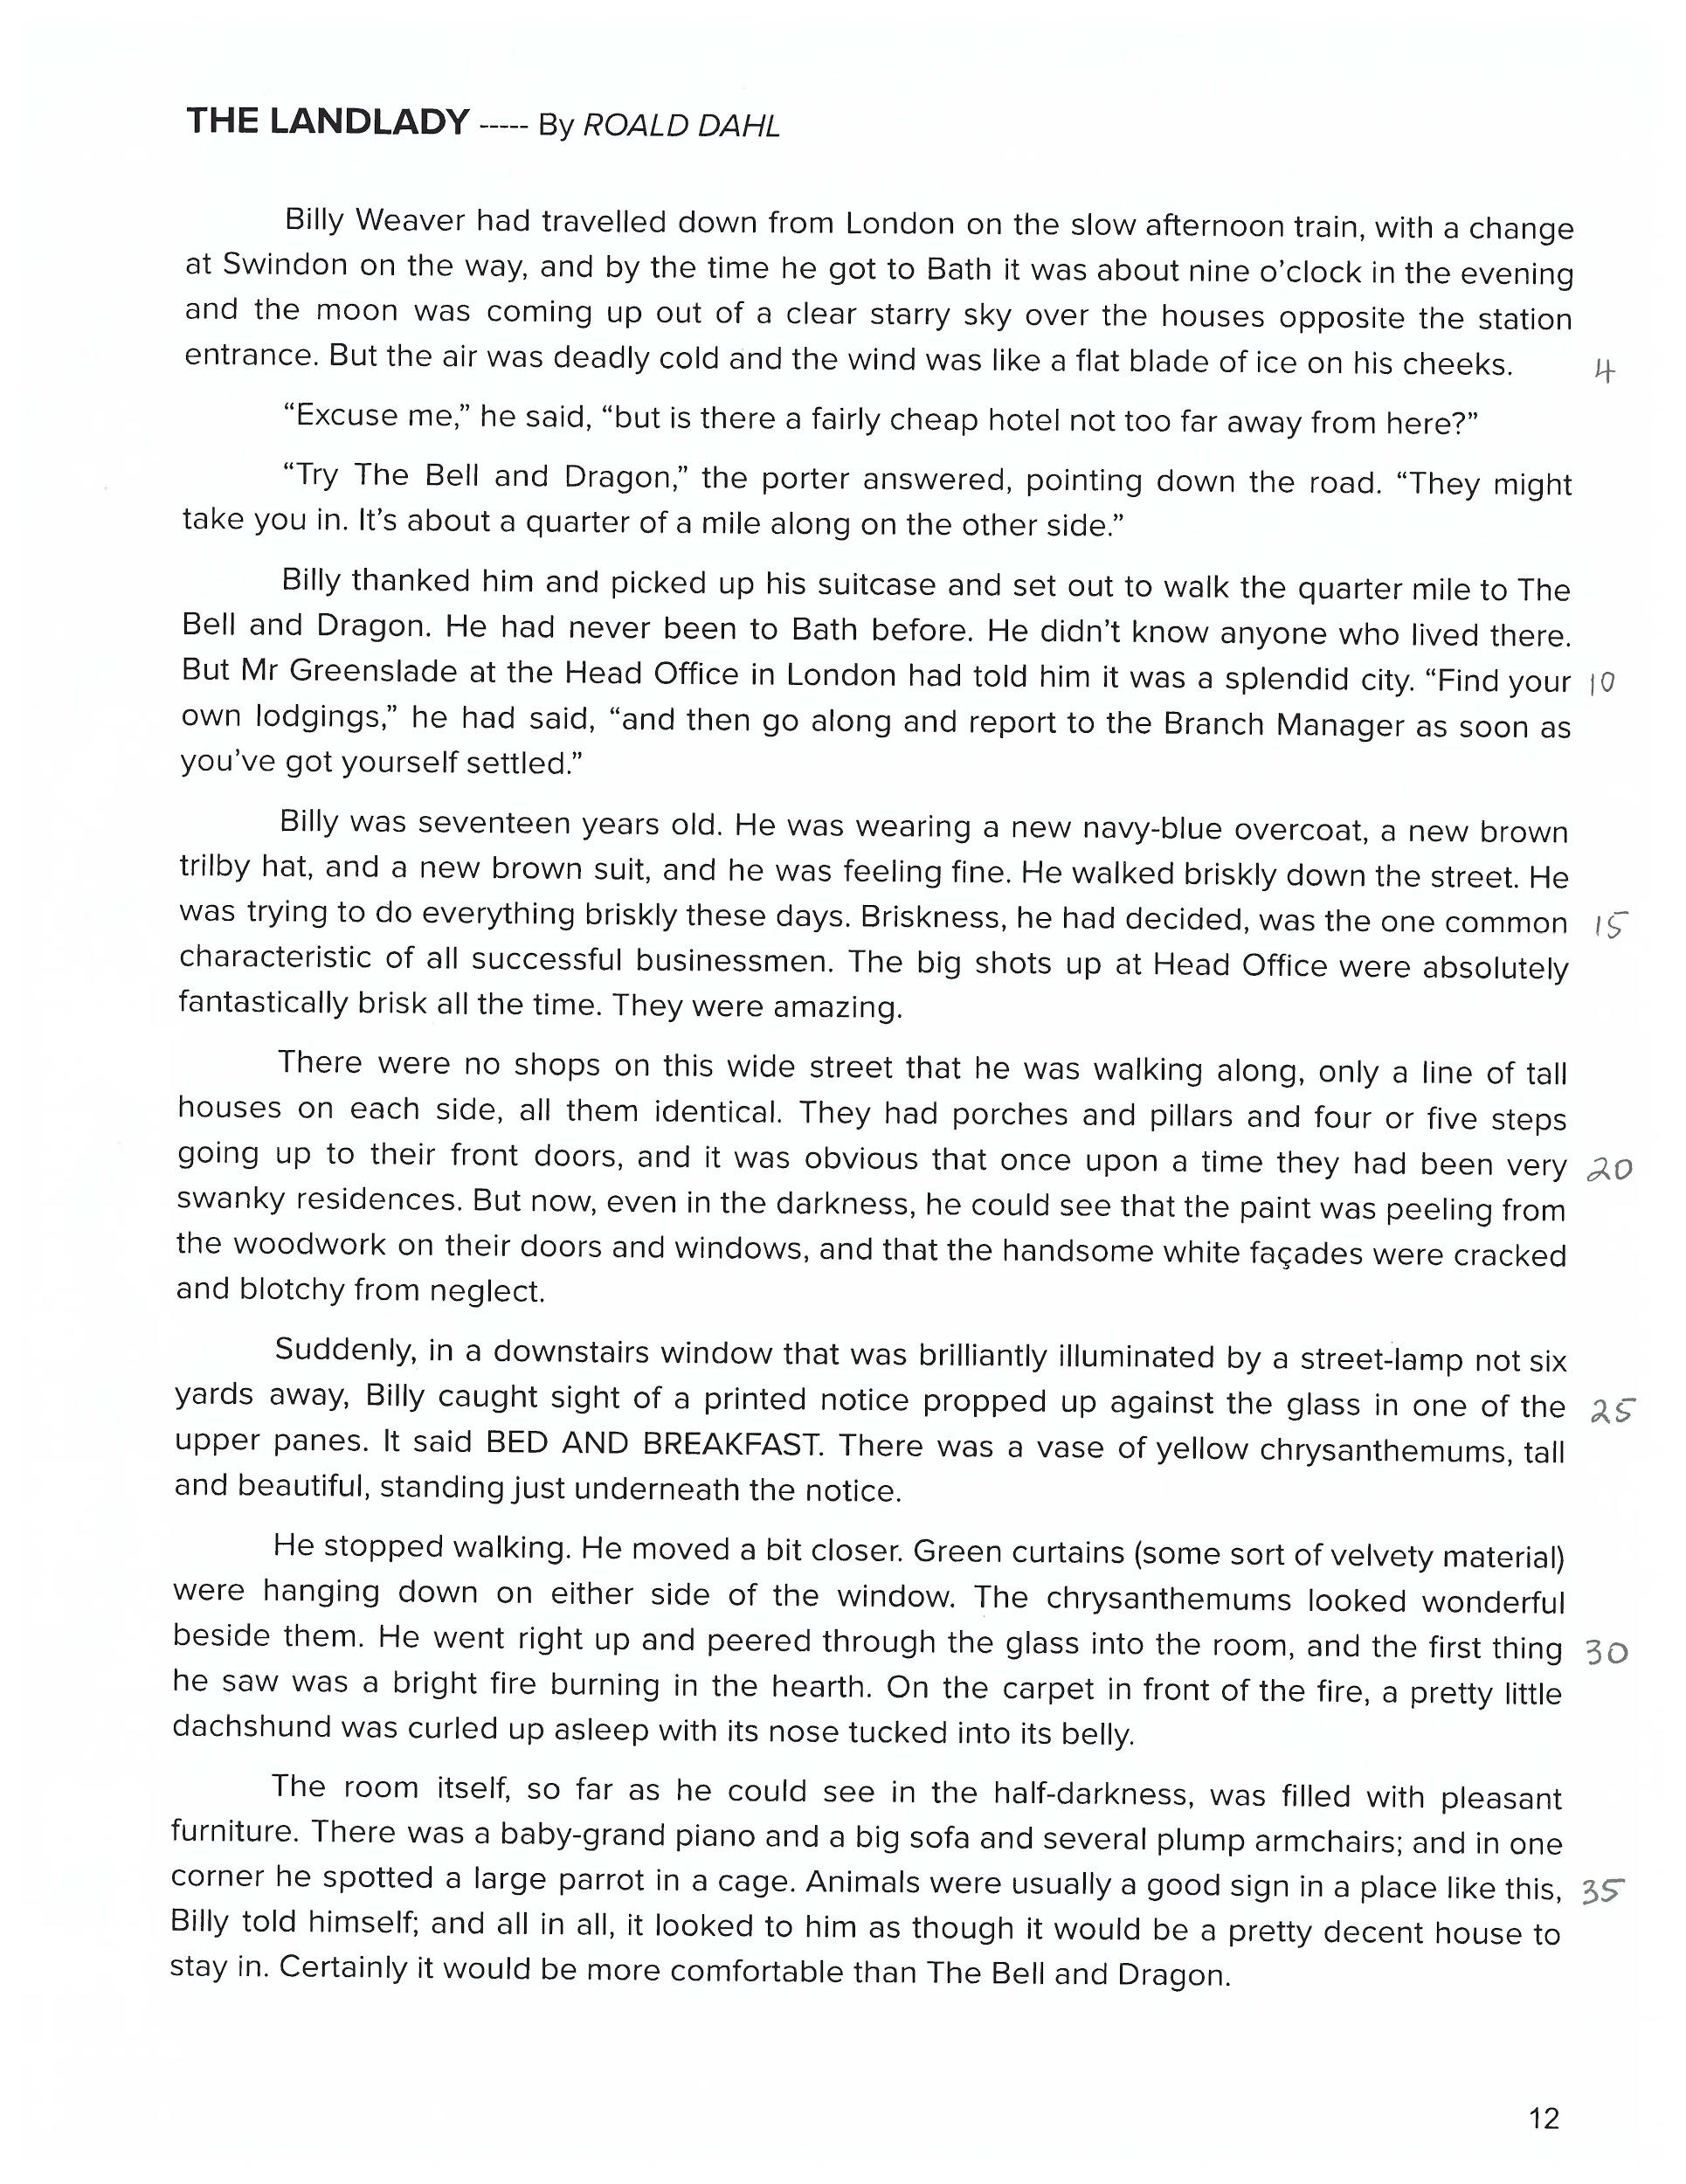 THE LANDLADY ----- By ROALD DAHL
Billy Weaver had travelled down from London on the slow afternoon train, with a change
at Swindon on the way, and by the time he got to Bath it was about nine o’clock in the evening
and the moon was coming up out of a clear starry sky over the houses opposite the station
entrance. But the air was deadly cold and the wind was like a flat blade of ice on his cheeks. 4
“Excuse me,” he said, “but is there a fairly cheap hotel not too far away from here?”
“Try The Bell and Dragon,” the porter answered, pointing down the road. “They might
take you in. It’s about a quarter of a mile along on the other side.”
Billy thanked him and picked up his suitcase and set out to walk the quarter mile to The
Bell and Dragon. He had never been to Bath before. He didn’t know anyone who lived there.
But Mr Greenslade at the Head Office in London had told him it was a splendid city. “Find your 10
own lodgings,” he had said, “and then go along and report to the Branch Manager as soon as
you’ve got yourself settled.”
Billy was seventeen years old. He was wearing a new navy-blue overcoat, a new brown
trilby hat, and a new brown suit, and he was feeling fine. He walked briskly down the street. He
was trying to do everything briskly these days. Briskness, he had decided, was the one common 15
characteristic of all successful businessmen. The big shots up at Head Office were absolutely
fantastically brisk all the time. They were amazing.
There were no shops on this wide street that he was walking along, only a line of tall
houses on each side, all them identical. They had porches and pillars and four or five steps
going up to their front doors, and it was obvious that once upon a time they had been very 20
swanky residences. But now, even in the darkness, he could see that the paint was peeling from
the woodwork on their doors and windows, and that the handsome white façades were cracked
and blotchy from neglect.
Suddenly, in a downstairs window that was brilliantly illuminated by a street-lamp not six
yards away, Billy caught sight of a printed notice propped up against the glass in one of the 25
upper panes. It said BED AND BREAKFAST. There was a vase of yellow chrysanthemums, tall
and beautiful, standing just underneath the notice.
He stopped walking. He moved a bit closer. Green curtains (some sort of velvety material)
were hanging down on either side of the window. The chrysanthemums looked wonderful
beside them. He went right up and peered through the glass into the room, and the first thing 30
he saw was a bright fire burning in the hearth. On the carpet in front of the fire, a pretty little
dachshund was curled up asleep with its nose tucked into its belly.
The room itself, so far as he could see in the half-darkness, was filled with pleasant
furniture. There was a baby-grand piano and a big sofa and several plump armchairs; and in one
corner he spotted a large parrot in a cage. Animals were usually a good sign in a place like this, 35
Billy told himself; and all in all, it looked to him as though it would be a pretty decent house to
stay in. Certainly it would be more comfortable than The Bell and Dragon.
12